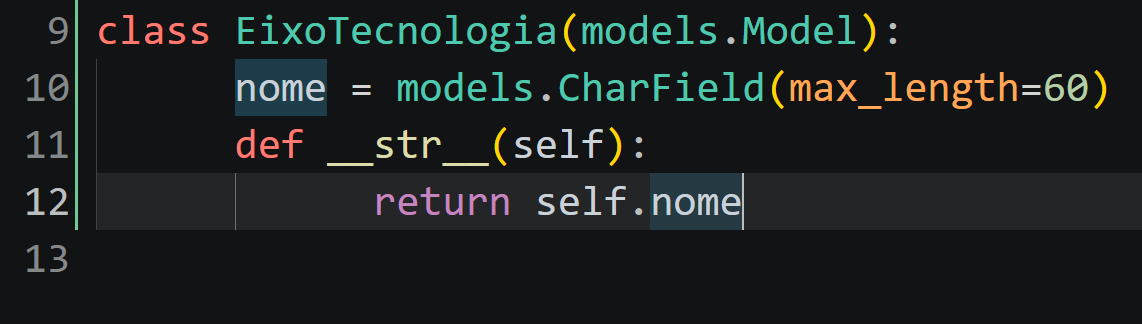 9 class EixoTecnologia(models.Model):
10       nome = models.CharField(max_length=60)
11       def __str__(self):
12             return self.nome
13